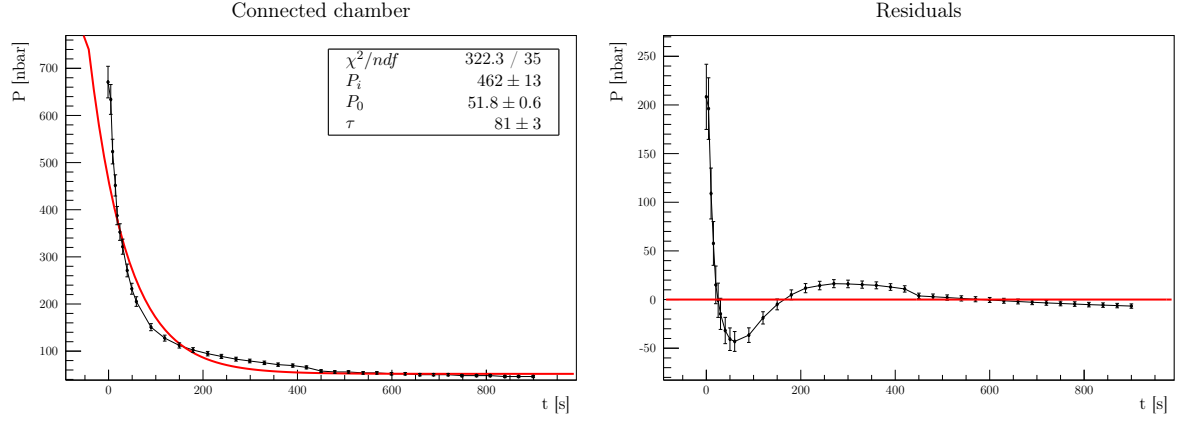 Connected chamber
P [nbar]
700
600
500
400
300
200
100
0
200
400
600
800
t [s]
χ²/ndf 322.3 / 35
P_i 462 ± 13
P_0 51.8 ± 0.6
τ 81 ± 3
Residuals
P [nbar]
250
200
150
100
50
0
-50
0
200
400
600
800
t [s]